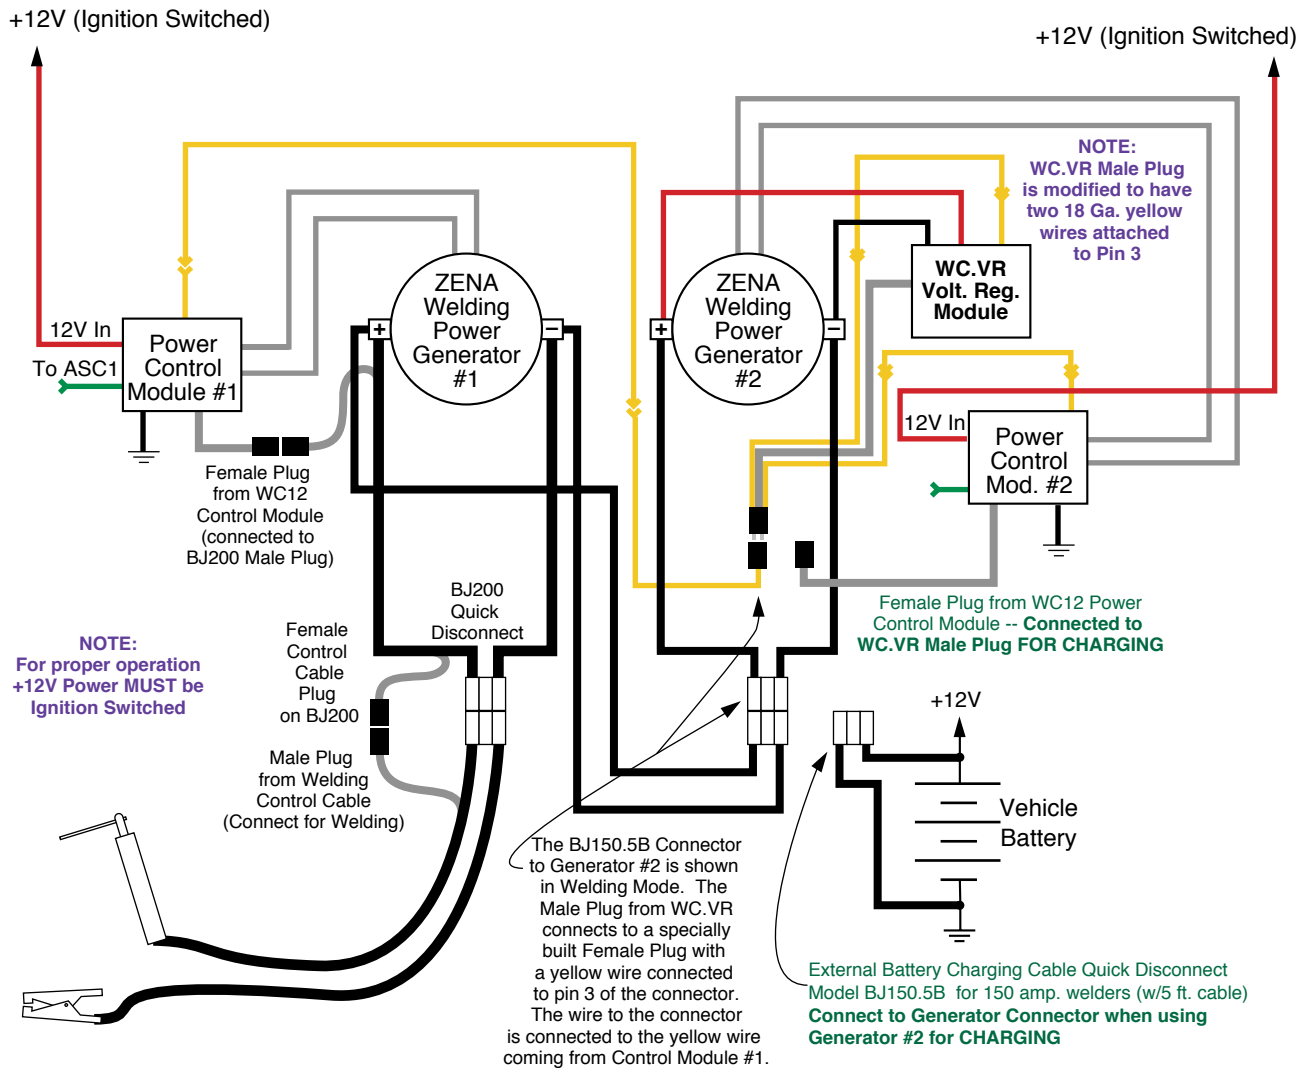 +12V (Ignition Switched)
+12V (Ignition Switched)
NOTE:
WC.VR Male Plug
is modified to have
two 18 Ga. yellow
wires attached
to Pin 3
ZENA
Welding
Power
Generator
#1
+
−
ZENA
Welding
Power
Generator
#2
+
−
WC.VR
Volt. Reg.
Module
12V In
To ASC1
Power
Control
Module #1
12V In
Power
Control
Mod. #2
Female Plug
from WC12
Control Module
(connected to
BJ200 Male Plug)
BJ200
Quick
Disconnect
Female Plug from WC12 Power
Control Module -- Connected to
WC.VR Male Plug FOR CHARGING
NOTE:
For proper operation
+12V Power MUST be
Ignition Switched
Female
Control
Cable
Plug
on BJ200
Male Plug
from Welding
Control Cable
(Connect for Welding)
+12V
Vehicle
Battery
The BJ150.5B Connector
to Generator #2 is shown
in Welding Mode.  The
Male Plug from WC.VR
connects to a specially
built Female Plug with
a yellow wire connected
to pin 3 of the connector.
The wire to the connector
is connected to the yellow wire
coming from Control Module #1.
External Battery Charging Cable Quick Disconnect
Model BJ150.5B  for 150 amp. welders (w/5 ft. cable)
Connect to Generator Connector when using
Generator #2 for CHARGING